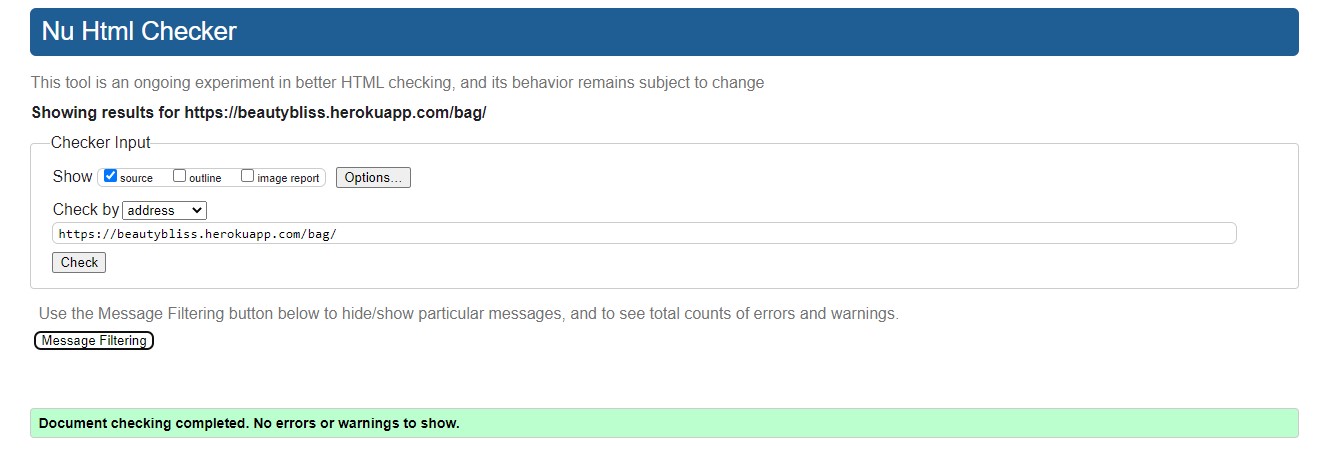 Nu Html Checker
This tool is an ongoing experiment in better HTML checking, and its behavior remains subject to change
Showing results for https://beautybliss.herokuapp.com/bag/
Checker Input
Show source outline image report Options...
Check by address
https://beautybliss.herokuapp.com/bag/
Check
Use the Message Filtering button below to hide/show particular messages, and to see total counts of errors and warnings.
Message Filtering
Document checking completed. No errors or warnings to show.